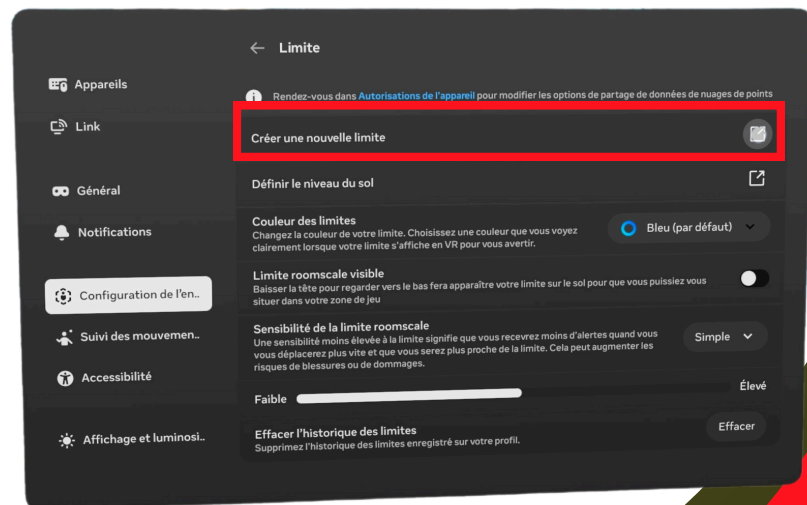 ← Limite
Appareils
Link
Général
Notifications
Configuration de l'en..
Suivi des mouvemen..
Accessibilité
Affichage et luminosi..
Rendez-vous dans Autorisations de l'appareil pour modifier les options de partage de données de nuages de points
Créer une nouvelle limite
Définir le niveau du sol
Couleur des limites
Changez la couleur de votre limite. Choisissez une couleur que vous voyez
clairement lorsque votre limite s'affiche en VR pour vous avertir.
Bleu (par défaut)
Limite roomscale visible
Baisser la tête pour regarder vers le bas fera apparaître votre limite sur le sol pour que vous puissiez vous
situer dans votre zone de jeu
Sensibilité de la limite roomscale
Une sensibilité moins élevée à la limite signifie que vous recevrez moins d'alertes quand vous
vous déplacerez plus vite et que vous serez plus proche de la limite. Cela peut augmenter les
risques de blessures ou de dommages.
Simple
Faible
Élevé
Effacer l'historique des limites
Supprimez l'historique des limites enregistré sur votre profil.
Effacer